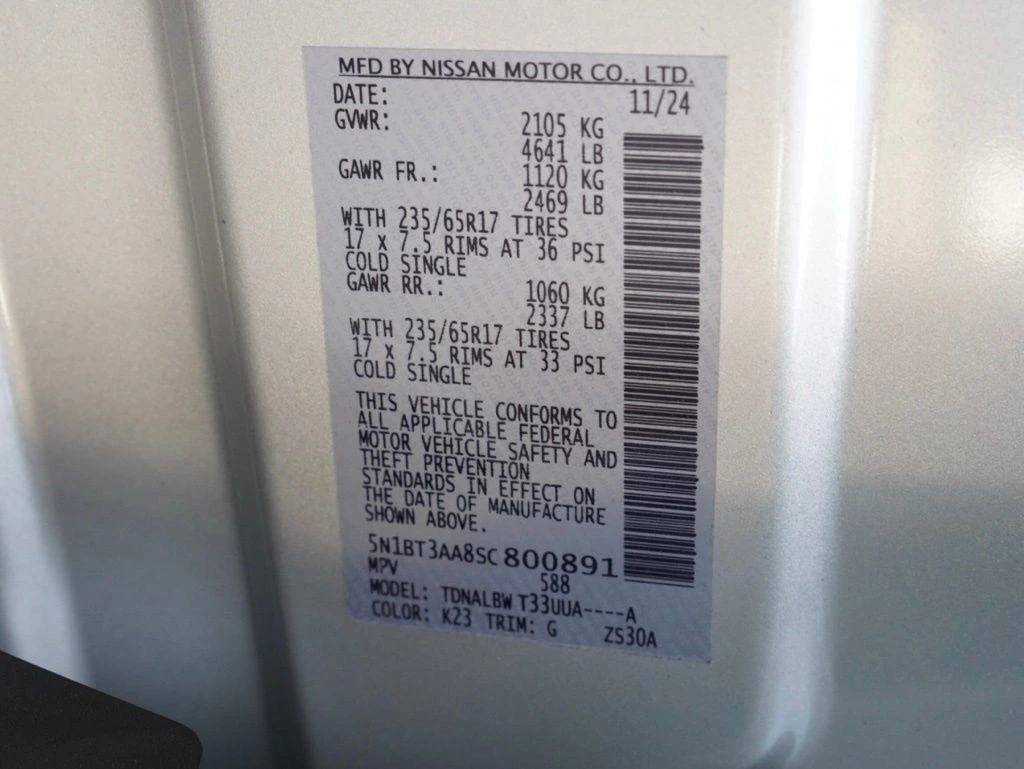 MFD BY NISSAN MOTOR CO., LTD.
DATE: 11/24
GVWR: 2105 KG
4641 LB
GAWR FR.: 1120 KG
2469 LB
WITH 235/65R17 TIRES
17 x 7.5 RIMS AT 36 PSI
COLD SINGLE
GAWR RR.: 1060 KG
2337 LB
WITH 235/65R17 TIRES
17 x 7.5 RIMS AT 33 PSI
COLD SINGLE
THIS VEHICLE CONFORMS TO
ALL APPLICABLE FEDERAL
MOTOR VEHICLE SAFETY AND
THEFT PREVENTION
STANDARDS IN EFFECT ON
THE DATE OF MANUFACTURE
SHOWN ABOVE.
5N1BT3AA8SC800891
MPV 588
MODEL: TDNALBW T33UUA----A
COLOR: K23 TRIM: G ZS30A